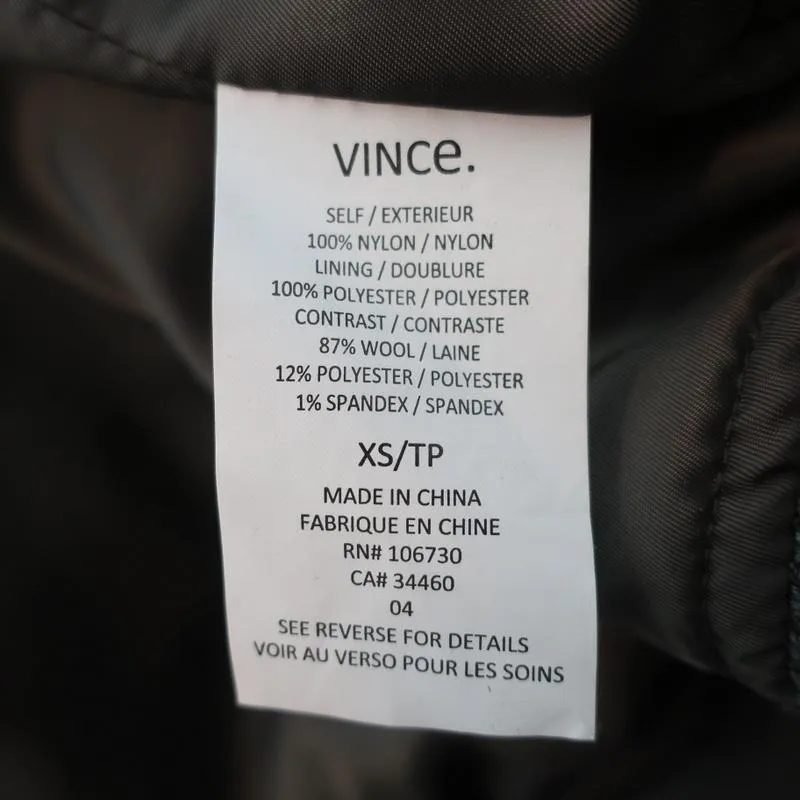 VINCe.
SELF / EXTERIEUR
100% NYLON / NYLON
LINING / DOUBLURE
100% POLYESTER / POLYESTER
CONTRAST / CONTRASTE
87% WOOL / LAINE
12% POLYESTER / POLYESTER
1% SPANDEX / SPANDEX
XS/TP
MADE IN CHINA
FABRIQUE EN CHINE
RN# 106730
CA# 34460
04
SEE REVERSE FOR DETAILS
VOIR AU VERSO POUR LES SOINS